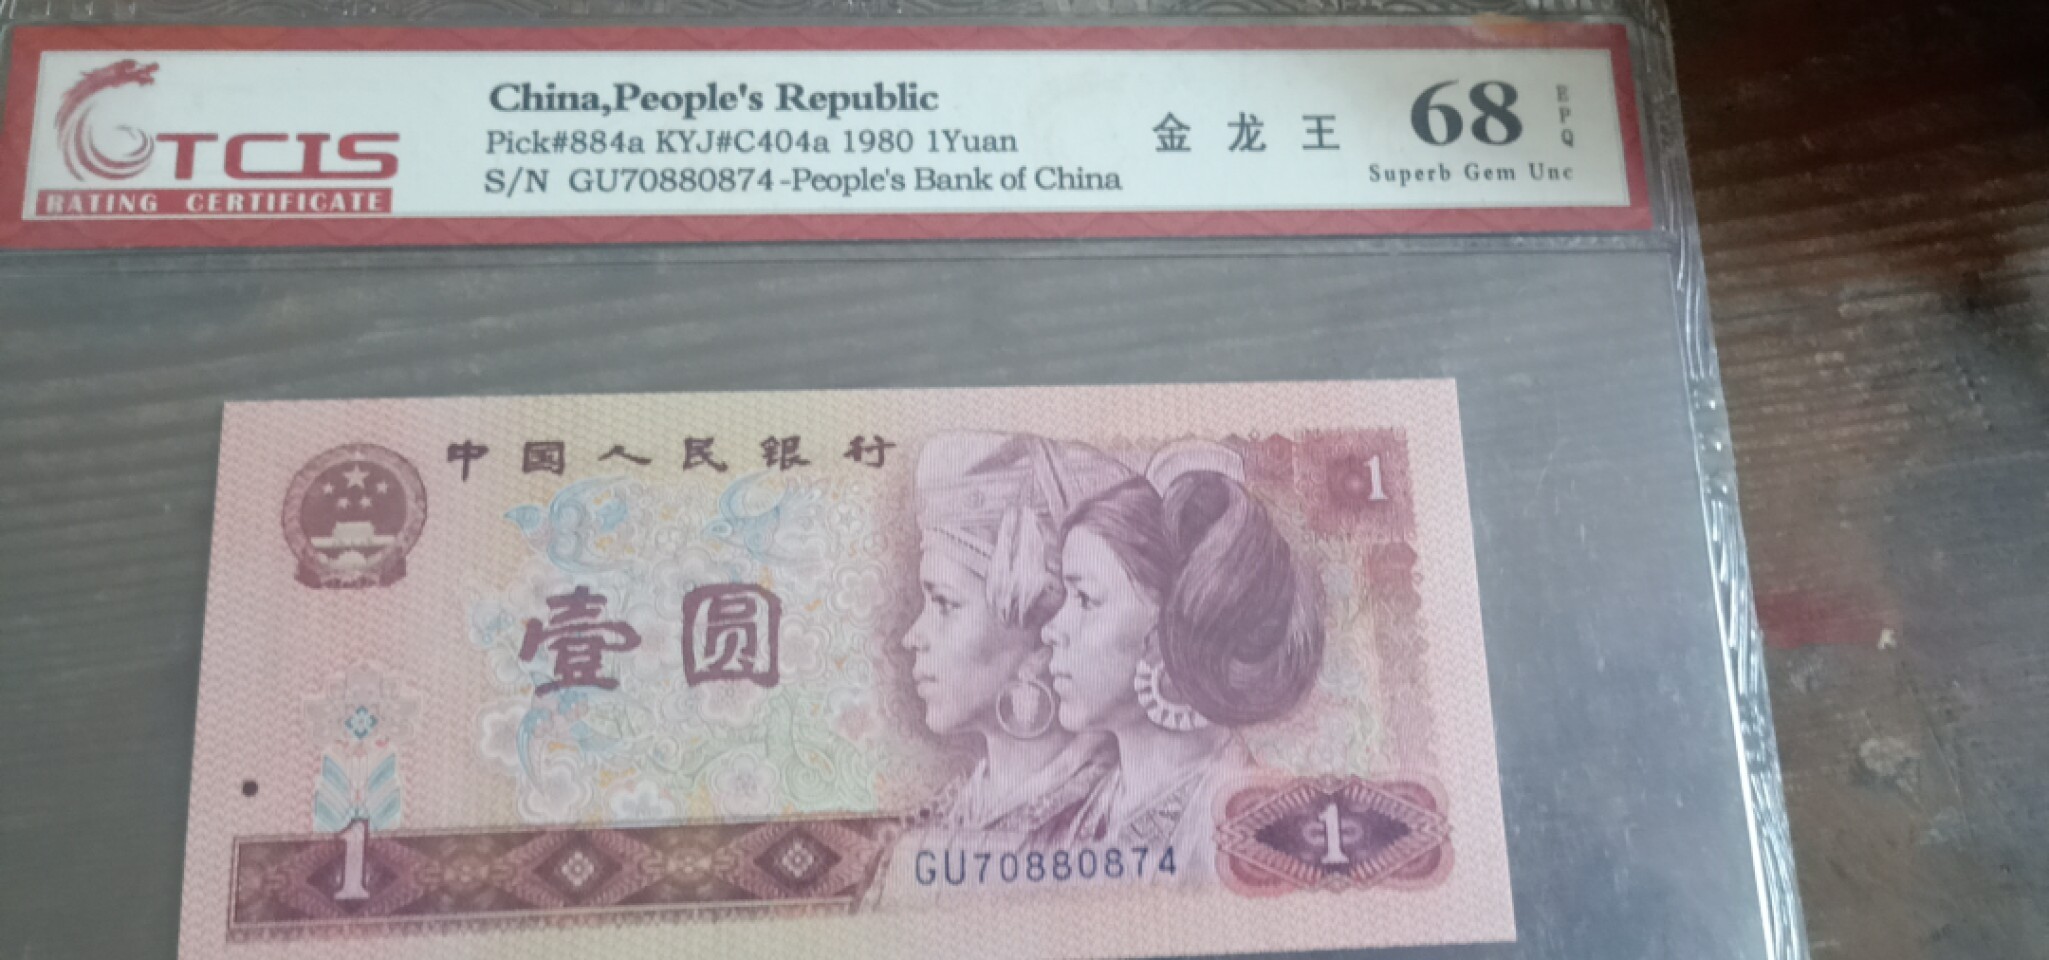 TCIS
RATING CERTIFICATE
China,People's Republic
Pick#884a KYJ#C404a 1980 1Yuan
S/N GU70880874-People's Bank of China
金龙王
68
EPQ
Superb Gem Unc
中国人民银行
1
壹圆
1
GU70880874
1